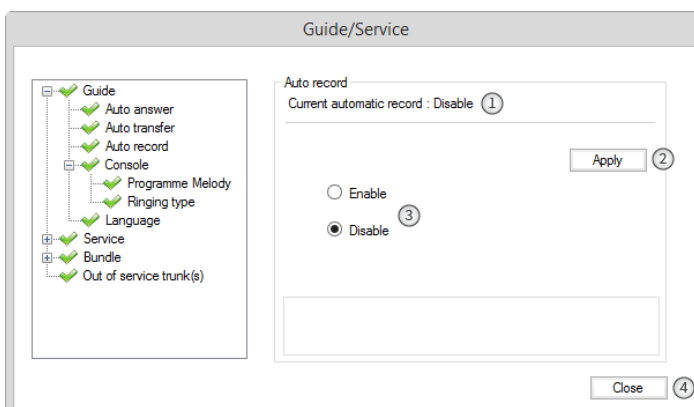 Guide/Service
Guide
Auto answer
Auto transfer
Auto record
Console
Programme Melody
Ringing type
Language
Service
Bundle
Out of service trunk(s)
Auto record
Current automatic record : Disable 1
Apply 2
Enable
3
Disable
Close 4